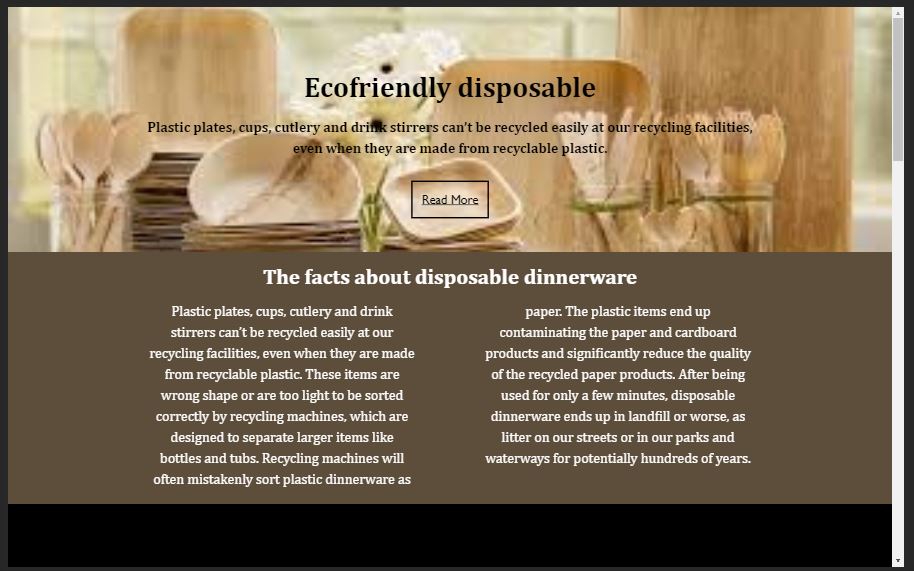 Ecofriendly disposable
Plastic plates, cups, cutlery and drink stirrers can’t be recycled easily at our recycling facilities,
even when they are made from recyclable plastic.
Read More
The facts about disposable dinnerware
Plastic plates, cups, cutlery and drink
stirrers can’t be recycled easily at our
recycling facilities, even when they are made
from recyclable plastic. These items are
wrong shape or are too light to be sorted
correctly by recycling machines, which are
designed to separate larger items like
bottles and tubs. Recycling machines will
often mistakenly sort plastic dinnerware as
paper. The plastic items end up
contaminating the paper and cardboard
products and significantly reduce the quality
of the recycled paper products. After being
used for only a few minutes, disposable
dinnerware ends up in landfill or worse, as
litter on our streets or in our parks and
waterways for potentially hundreds of years.